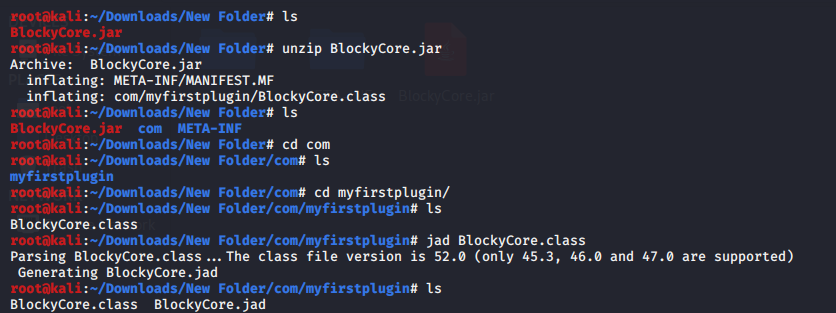 root@kali:~/Downloads/New Folder# ls
BlockyCore.jar
root@kali:~/Downloads/New Folder# unzip BlockyCore.jar
Archive:  BlockyCore.jar
  inflating: META-INF/MANIFEST.MF
  inflating: com/myfirstplugin/BlockyCore.class
BlockyCore.jar
root@kali:~/Downloads/New Folder# ls
BlockyCore.jar  com  META-INF
root@kali:~/Downloads/New Folder# cd com
root@kali:~/Downloads/New Folder/com# ls
myfirstplugin
root@kali:~/Downloads/New Folder/com# cd myfirstplugin/
root@kali:~/Downloads/New Folder/com/myfirstplugin# ls
BlockyCore.class
root@kali:~/Downloads/New Folder/com/myfirstplugin# jad BlockyCore.class
Parsing BlockyCore.class...The class file version is 52.0 (only 45.3, 46.0 and 47.0 are supported)
 Generating BlockyCore.jad
root@kali:~/Downloads/New Folder/com/myfirstplugin# ls
BlockyCore.class  BlockyCore.jad